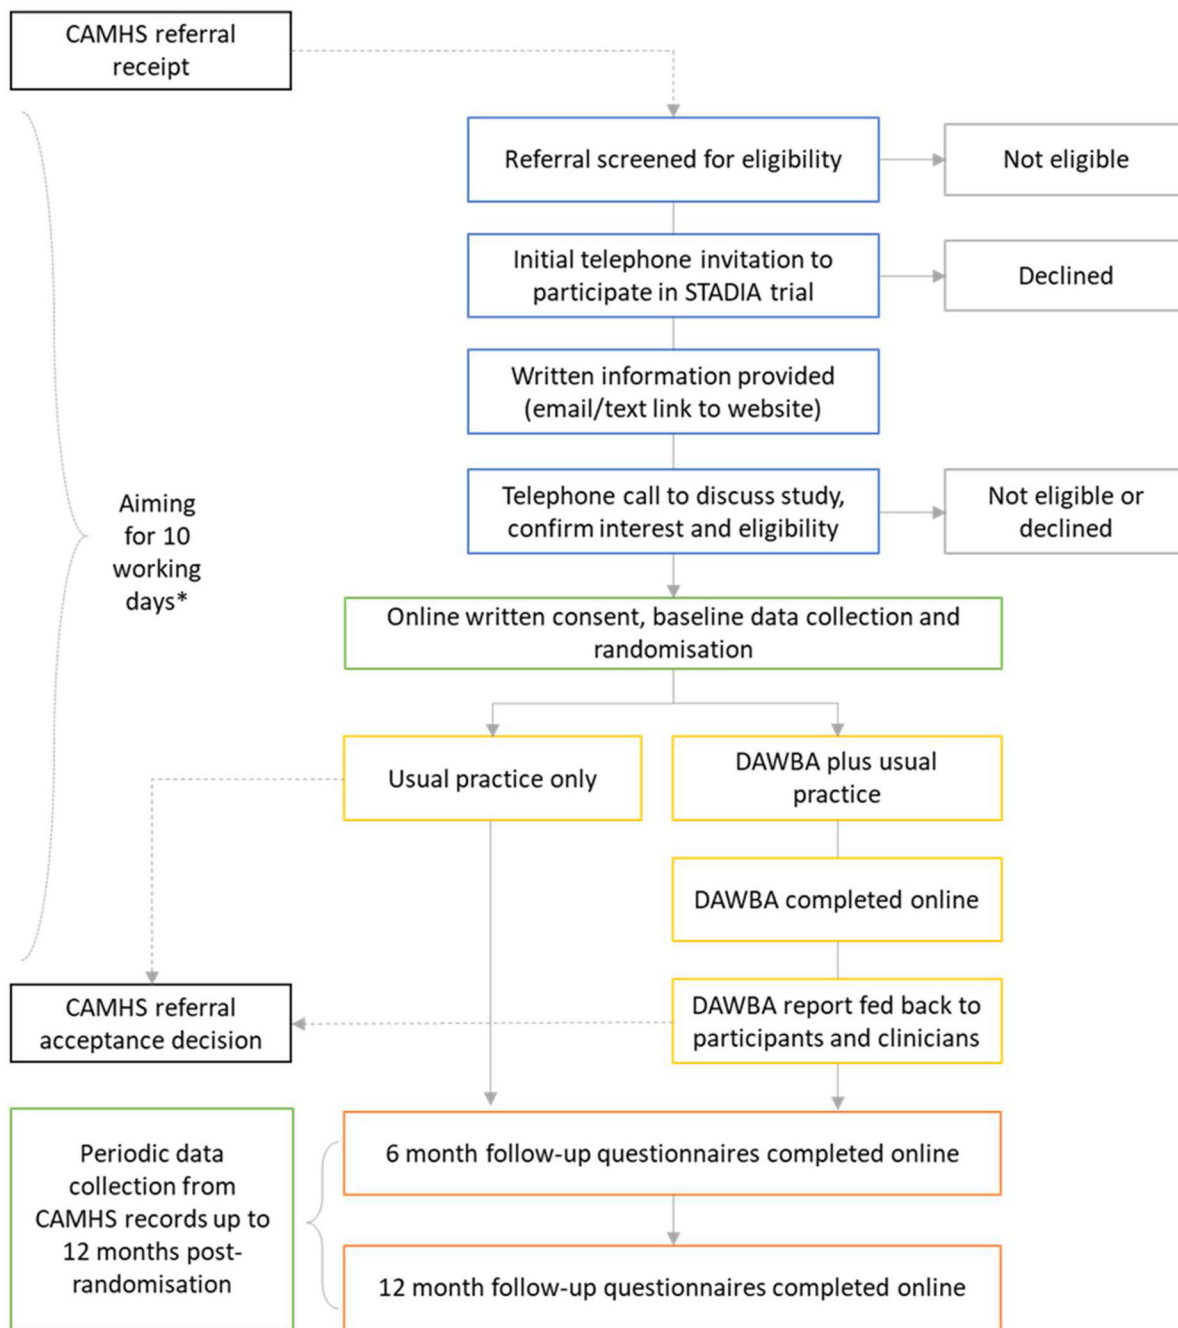 CAMHS referral
receipt
Referral screened for eligibility
Not eligible
Initial telephone invitation to
participate in STADIA trial
Declined
Written information provided
(email/text link to website)
Telephone call to discuss study,
confirm interest and eligibility
Not eligible or
declined
Aiming
for 10
working
days*
Online written consent, baseline data collection and
randomisation
Usual practice only
DAWBA plus usual
practice
DAWBA completed online
CAMHS referral
acceptance decision
DAWBA report fed back to
participants and clinicians
Periodic data
collection from
CAMHS records up to
12 months post-
randomisation
6 month follow-up questionnaires completed online
12 month follow-up questionnaires completed online